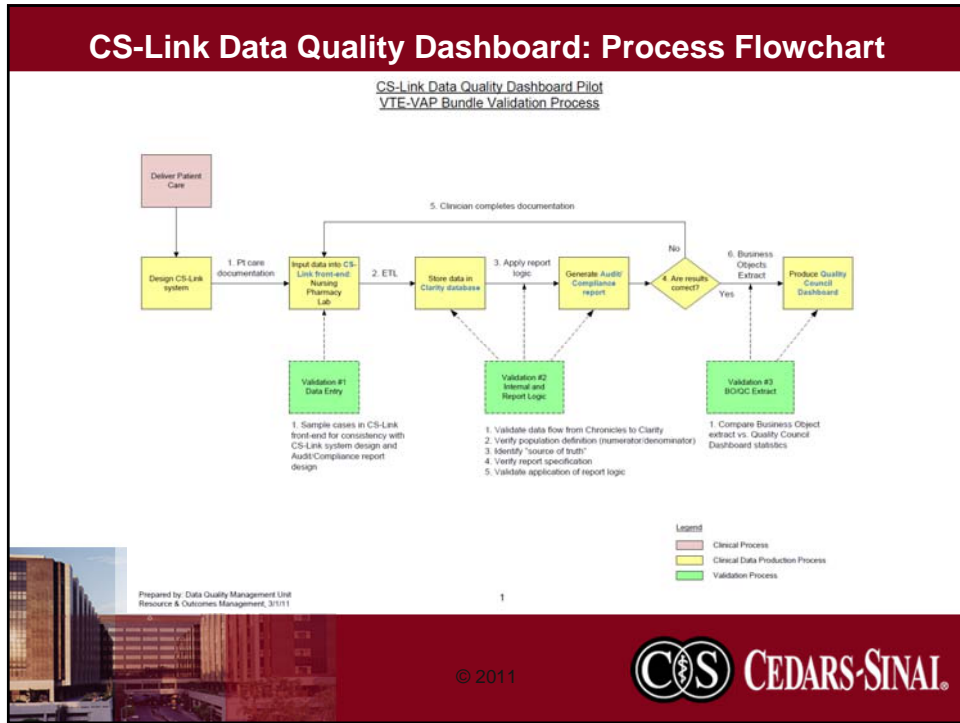 CS-Link Data Quality Dashboard: Process Flowchart
CS-Link Data Quality Dashboard Pilot
VTE-VAP Bundle Validation Process
Deliver Patient
Care
5. Clinician completes documentation
Design CS-Link
system
1. Pt care
documentation
Input data into CS-
Link front-end:
Nursing
Pharmacy
Lab
2. ETL
Store data in
Clarity database
3. Apply report
logic
Generate Audit/
Compliance
report
No
4. Are results
correct?
Yes
6. Business
Objects
Extract
Produce Quality
Council
Dashboard
Validation #1
Data Entry
Validation #2
Internal and
Report Logic
Validation #3
BO/QC Extract
1. Sample cases in CS-Link
front-end for consistency with
CS-Link system design and
Audit/Compliance report
design
1. Validate data flow from Chronicles to Clarity
2. Verify population definition (numerator/denominator)
3. Identify "source of truth"
4. Verify report specification
5. Validate application of report logic
1. Compare Business Object
extract vs. Quality Council
Dashboard statistics
Legend
Clinical Process
Clinical Data Production Process
Validation Process
Prepared by: Data Quality Management Unit
Resource & Outcomes Management, 3/1/11
1
© 2011
CS CEDARS-SINAI®